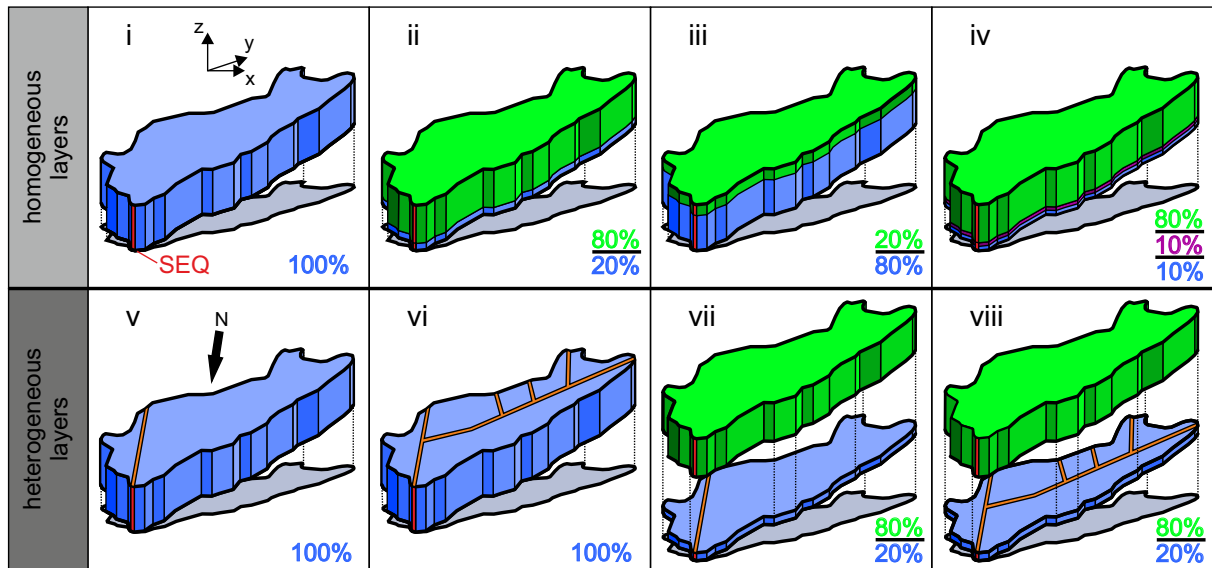 homogeneous
layers
i
z
y
x
SEQ
100%
ii
80%
20%
iii
20%
80%
iv
80%
10%
10%
heterogeneous
layers
v
N
100%
vi
100%
vii
80%
20%
viii
80%
20%